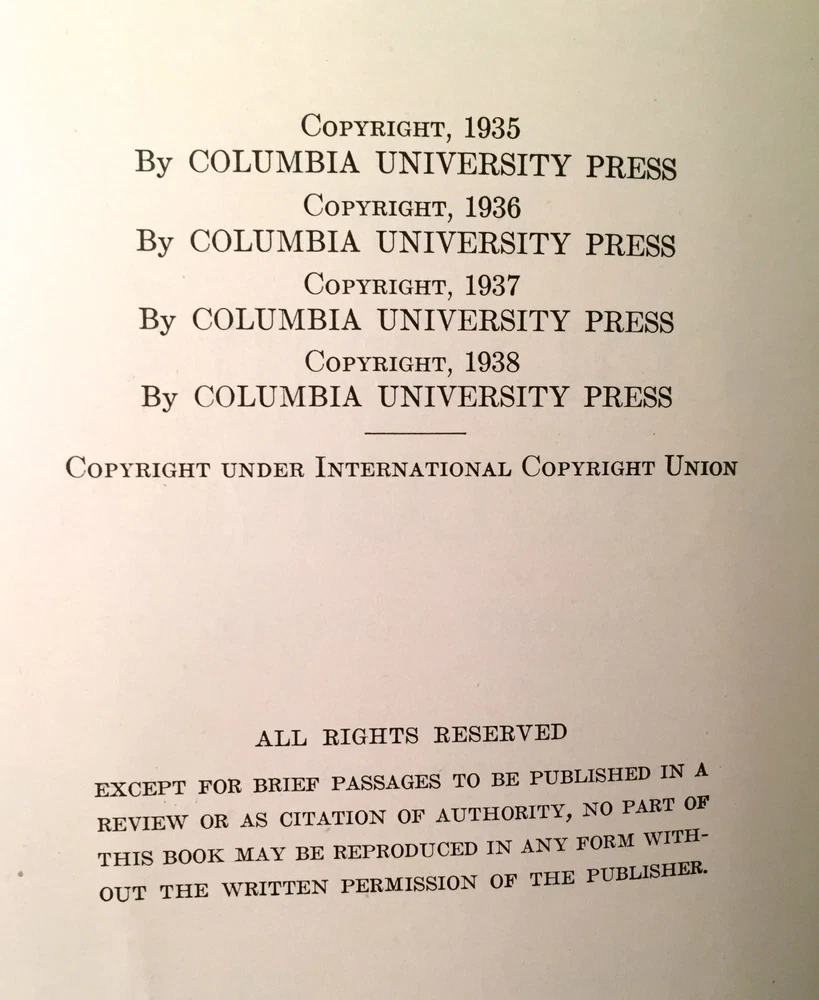 Copyright, 1935
By COLUMBIA UNIVERSITY PRESS
Copyright, 1936
By COLUMBIA UNIVERSITY PRESS
Copyright, 1937
By COLUMBIA UNIVERSITY PRESS
Copyright, 1938
By COLUMBIA UNIVERSITY PRESS
Copyright under International Copyright Union
ALL RIGHTS RESERVED
EXCEPT FOR BRIEF PASSAGES TO BE PUBLISHED IN A
REVIEW OR AS CITATION OF AUTHORITY, NO PART OF
THIS BOOK MAY BE REPRODUCED IN ANY FORM WITH-
OUT THE WRITTEN PERMISSION OF THE PUBLISHER.